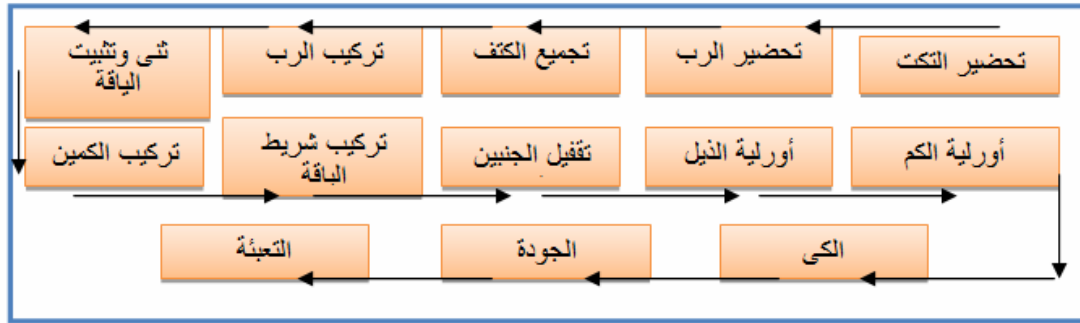 تحضير التكت
تحضير الرب
تجميع الكتف
تركيب الرب
ثنى وتثبيت
الياقة
تركيب الكمين
تركيب شريط
الباقة
تقفيل الجنبين
أورلية الذيل
أورلية الكم
الكى
الجودة
التعبئة